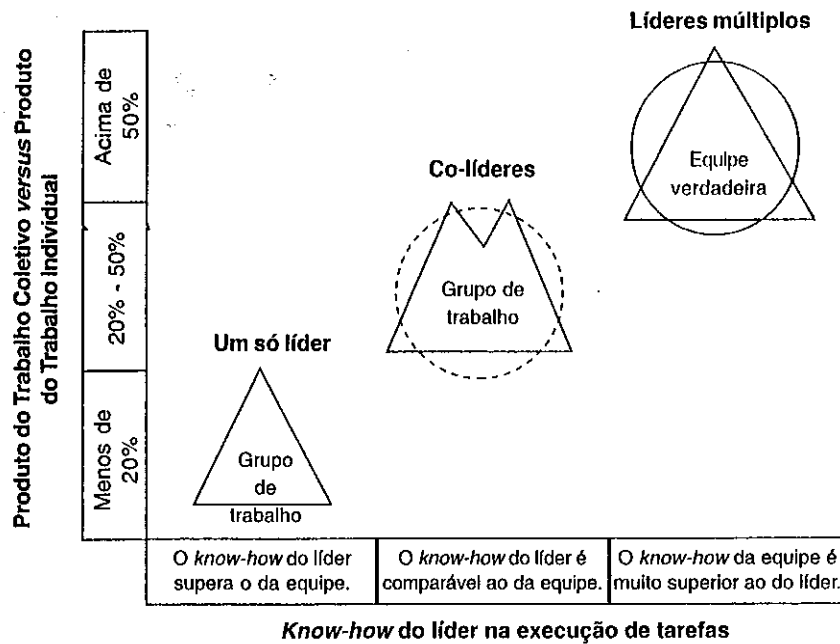 Líderes múltiplos
Produto do Trabalho Coletivo versus Produto
do Trabalho Individual
Acima de
50%
Equipe
verdadeira
Co-líderes
20% - 50%
Grupo de
trabalho
Um só líder
Menos de
20%
Grupo
de
trabalho
O know-how do líder
supera o da equipe.
O know-how do líder é
comparável ao da equipe.
O know-how da equipe é
muito superior ao do líder.
Know-how do líder na execução de tarefas